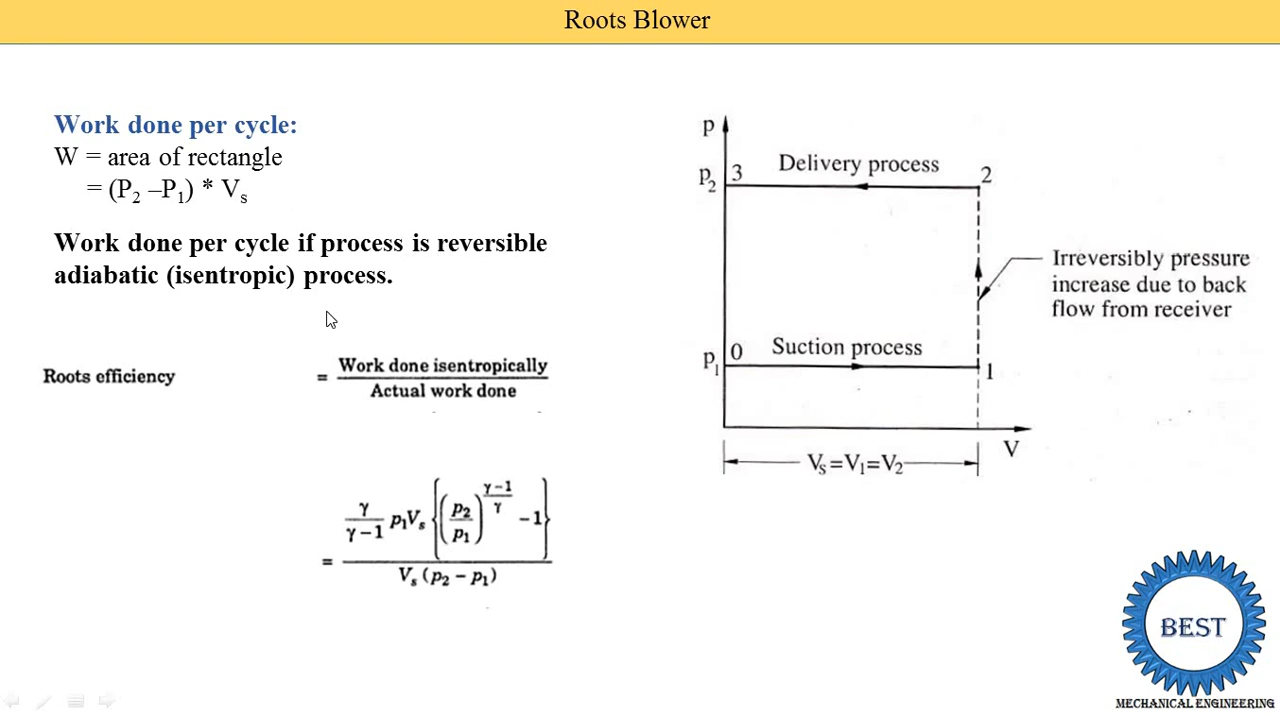 Roots Blower
Work done per cycle:
W = area of rectangle
= (P₂ –P₁) * Vₛ
Work done per cycle if process is reversible
adiabatic (isentropic) process.
Roots efficiency = Work done isentropically / Actual work done
= γ/(γ−1) p₁Vₛ {(p₂/p₁)^((γ−1)/γ) −1} / Vₛ (p₂ − p₁)
p
p₂ 3 Delivery process 2
Irreversibly pressure
increase due to back
flow from receiver
p₁ 0 Suction process 1
V
Vₛ=V₁=V₂
BEST
MECHANICAL ENGINEERING